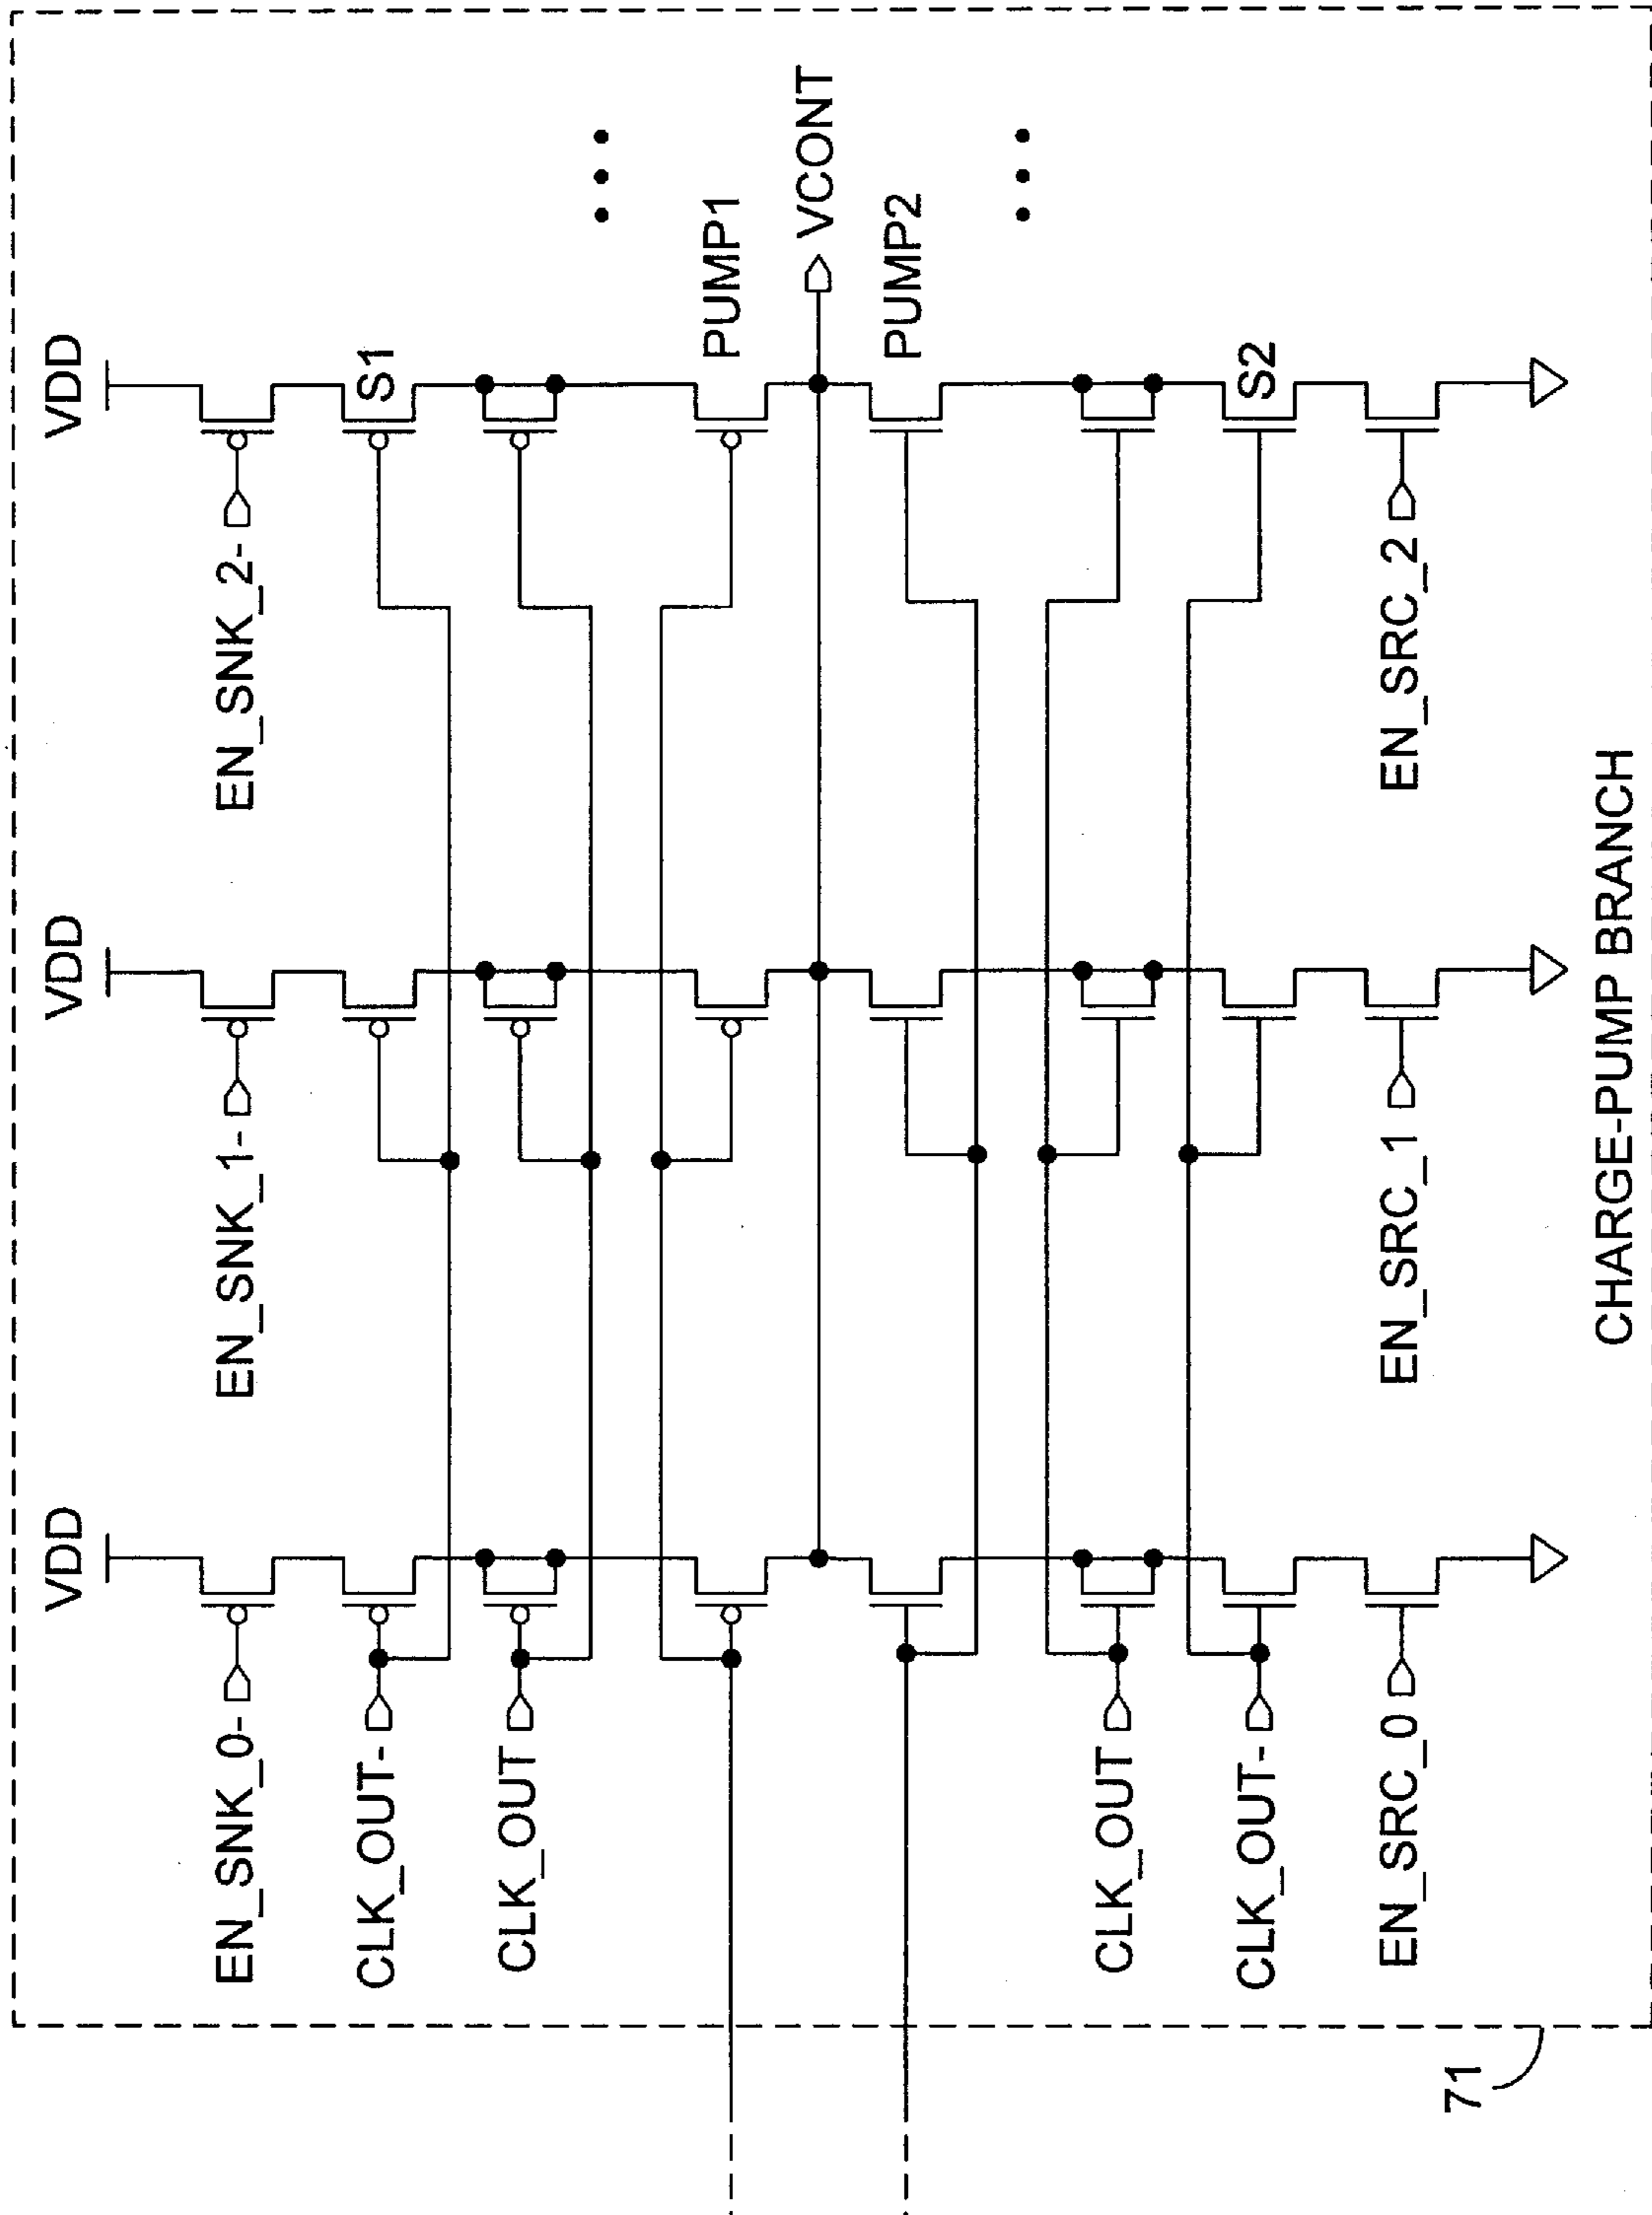 VDD
VDD
VDD
EN_SNK_0-
EN_SNK_1-
EN_SNK_2-
CLK_OUT-
S1
CLK_OUT
PUMP1
VCONT
PUMP2
CLK_OUT
CLK_OUT-
S2
EN_SRC_0
EN_SRC_1
EN_SRC_2
71
CHARGE-PUMP BRANCH